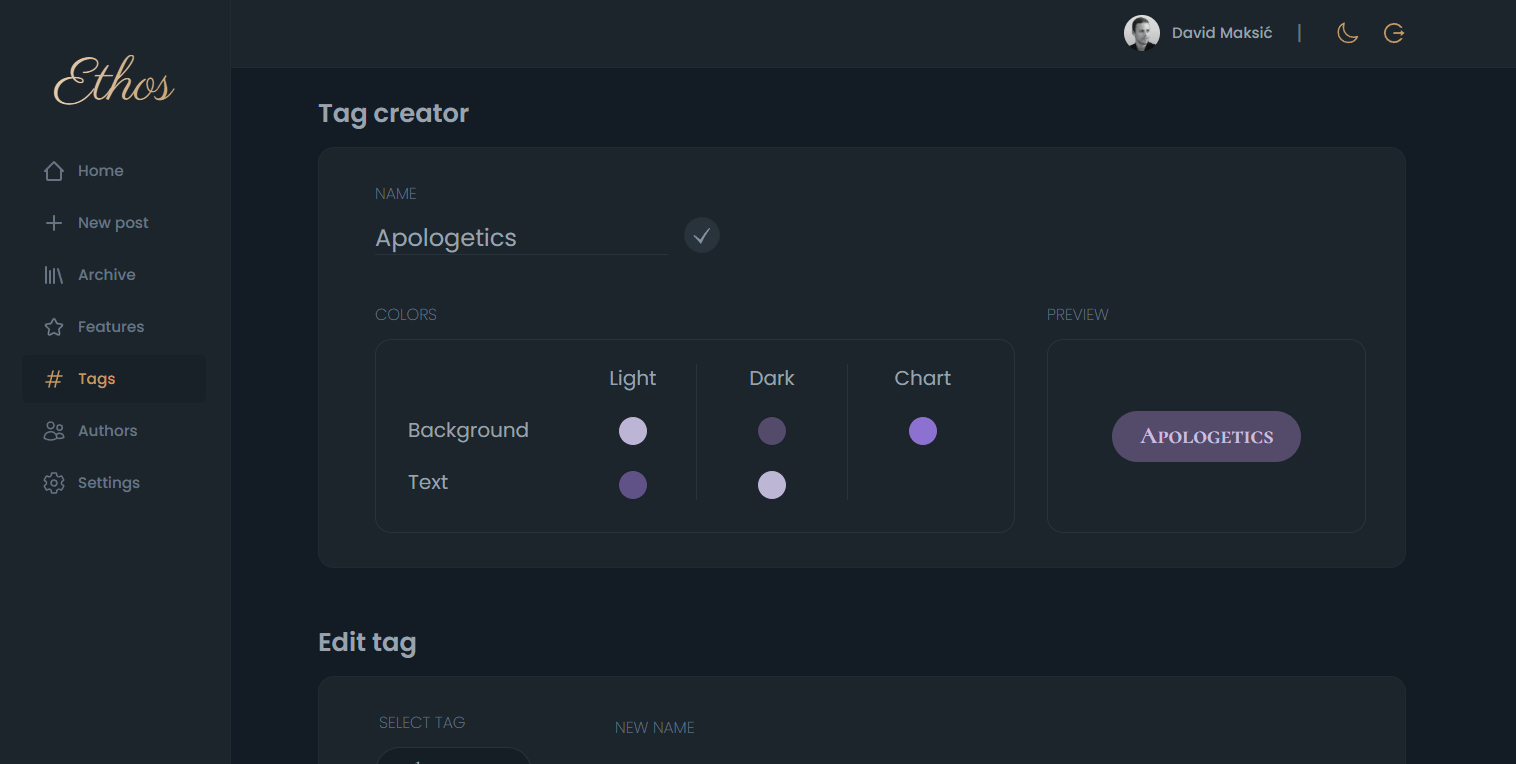 Ethos
David Maksić
|
Home
New post
Archive
Features
Tags
Authors
Settings
Tag creator
NAME
Apologetics
COLORS
Light Dark Chart
Background
Text
PREVIEW
Apologetics
Edit tag
SELECT TAG
NEW NAME